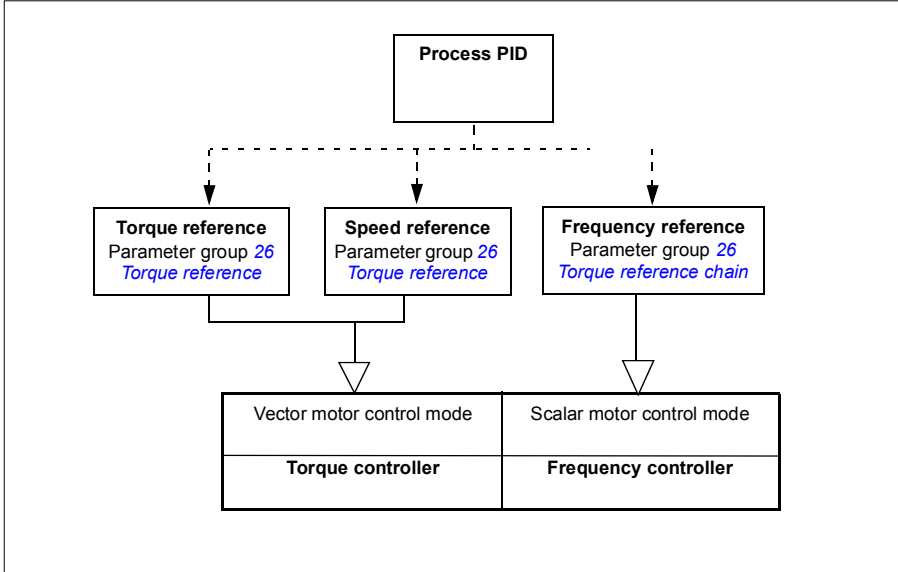 Process PID
Torque reference
Parameter group 26
Torque reference
Speed reference
Parameter group 26
Torque reference
Frequency reference
Parameter group 26
Torque reference chain
Vector motor control mode
Scalar motor control mode
Torque controller
Frequency controller